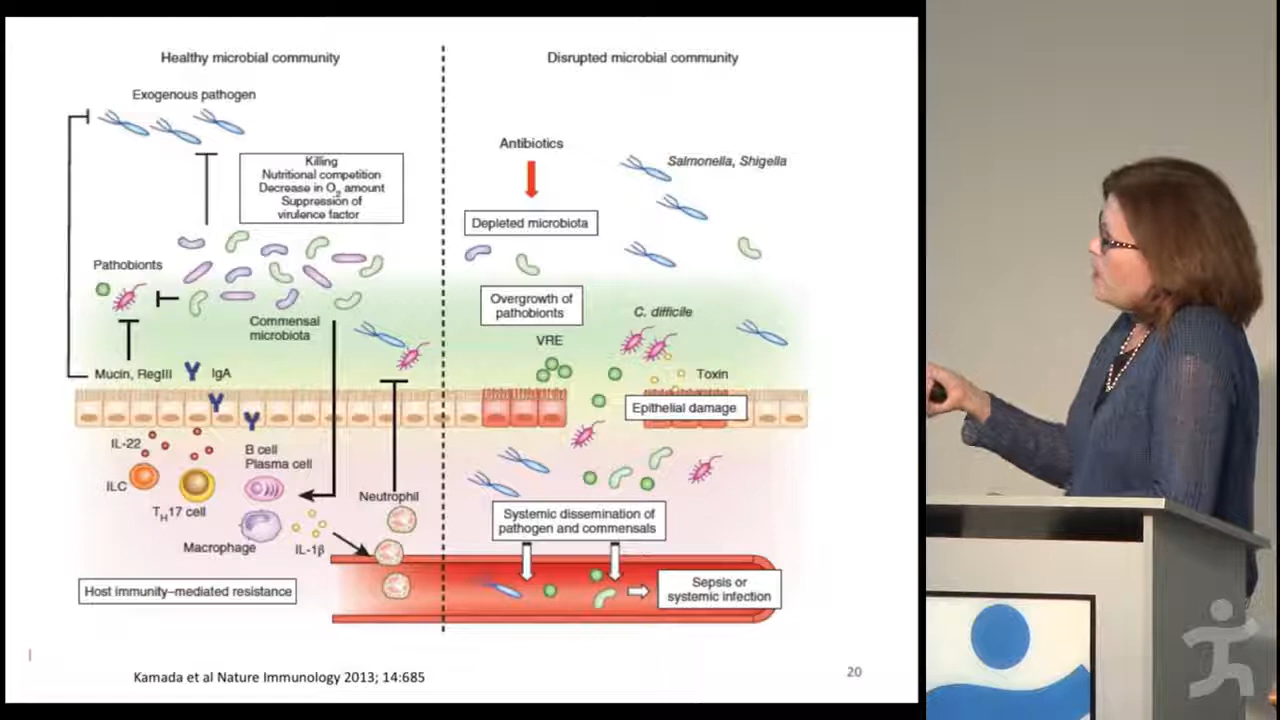 Healthy microbial community
Exogenous pathogen
Killing
Nutritional competition
Decrease in O2 amount
Suppression of
virulence factor
Pathobionts
Commensal
microbiota
Mucin, RegIII
IgA
IL-22
B cell
Plasma cell
ILC
TH17 cell
Neutrophil
Macrophage
IL-1β
Host immunity–mediated resistance
Disrupted microbial community
Antibiotics
Salmonella, Shigella
Depleted microbiota
Overgrowth of
pathobionts
C. difficile
VRE
Toxin
Epithelial damage
Systemic dissemination of
pathogen and commensals
Sepsis or
systemic infection
Kamada et al Nature Immunology 2013; 14:685
20